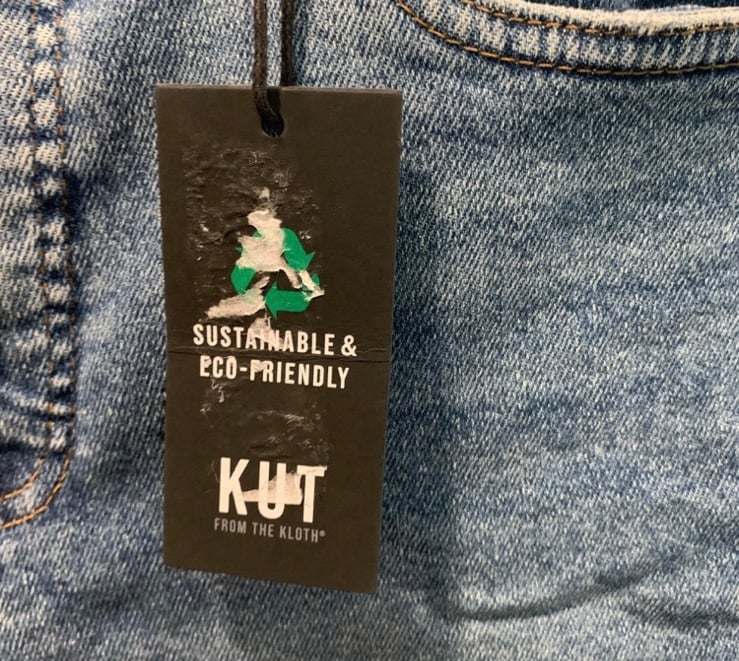 SUSTAINABLE &
ECO-FRIENDLY
KUT
FROM THE KLOTH®